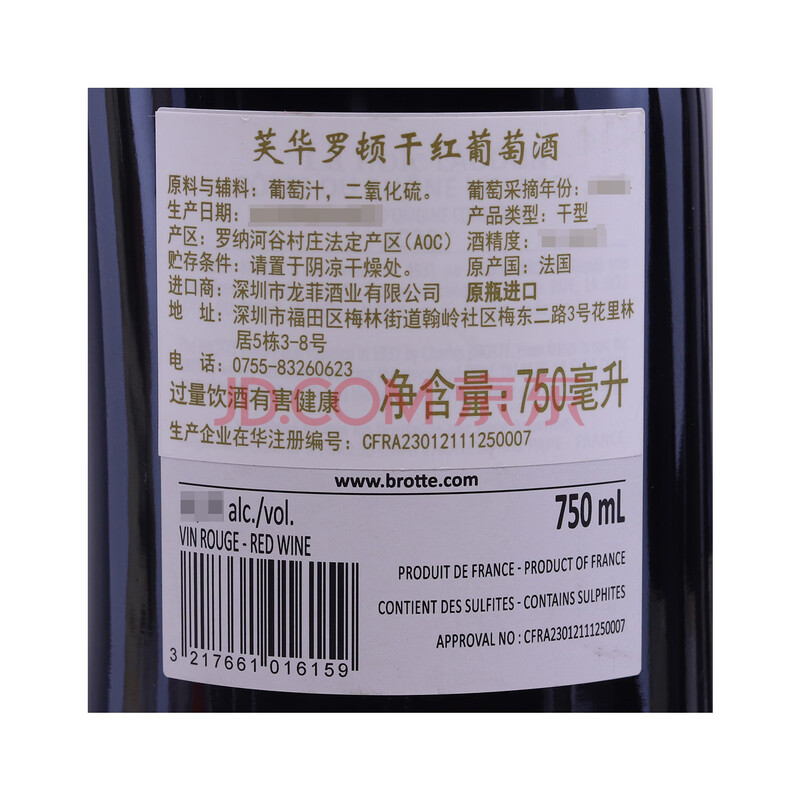 芙华罗顿干红葡萄酒
原料与辅料：葡萄汁，二氧化硫。 葡萄采摘年份：
生产日期： 产品类型：干型
产区：罗纳河谷村庄法定产区(AOC) 酒精度：
贮存条件：请置于阴凉干燥处。 原产国：法国
进口商：深圳市龙菲酒业有限公司 原瓶进口
地 址：深圳市福田区梅林街道翰岭社区梅东二路3号花里林
居5栋3-8号
电 话：0755-83260623
过量饮酒有害健康 净含量:750毫升
JD.COM京东
生产企业在华注册编号：CFRA23012111250007
www.brotte.com
alc./vol. 750 mL
VIN ROUGE - RED WINE
PRODUIT DE FRANCE - PRODUCT OF FRANCE
CONTIENT DES SULFITES - CONTAINS SULPHITES
APPROVAL NO : CFRA23012111250007
3 217661 016159